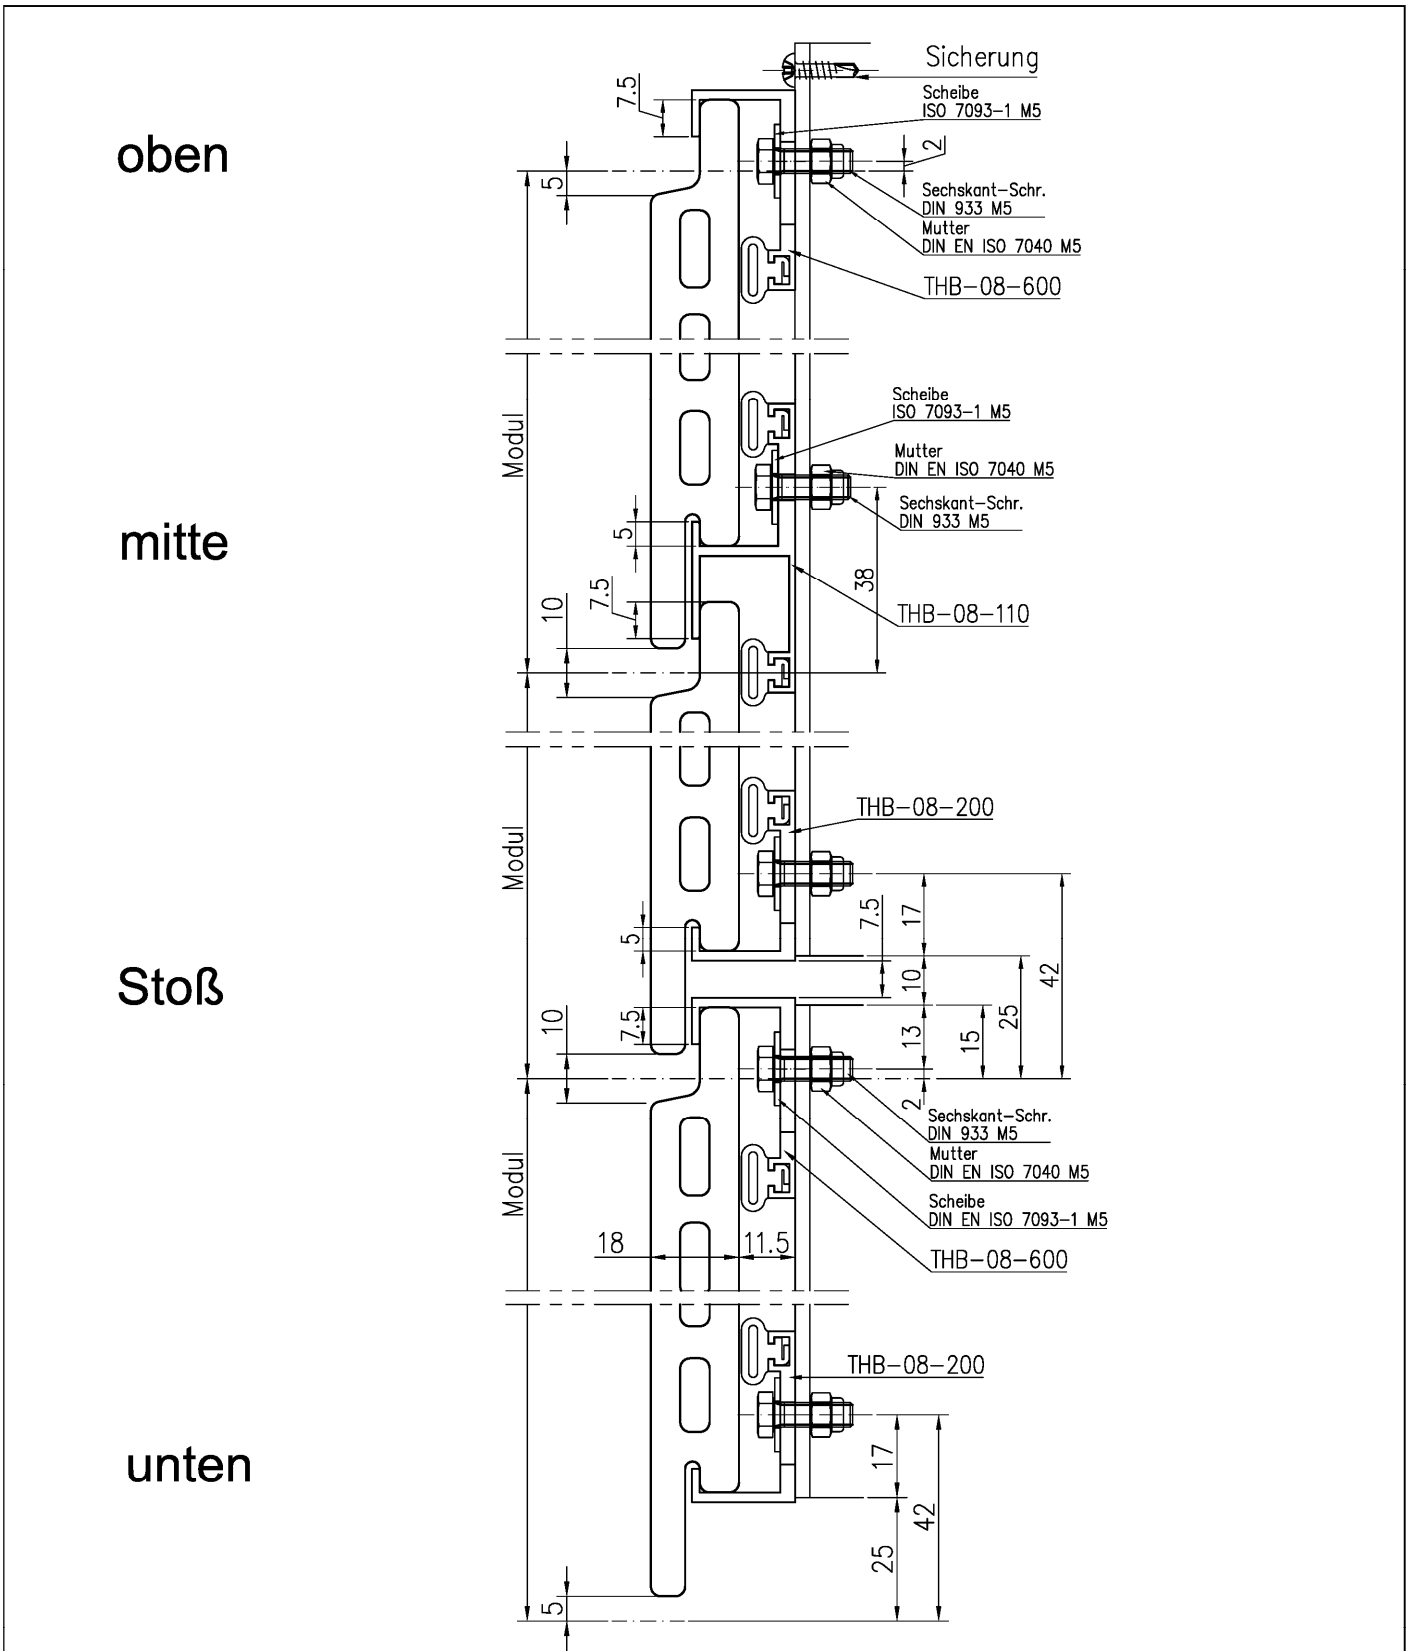 Sicherung
7.5
Scheibe
ISO 7093-1 M5
oben
2
5
Sechskant-Schr.
DIN 933 M5
Mutter
DIN EN ISO 7040 M5
THB-08-600
Scheibe
ISO 7093-1 M5
Modul
Mutter
DIN EN ISO 7040 M5
Sechskant-Schr.
DIN 933 M5
mitte
5
38
7.5
10
THB-08-110
THB-08-200
Modul
7.5
17
5
42
Stoß
10
25
7.5
10
13
15
2
Sechskant-Schr.
DIN 933 M5
Mutter
DIN EN ISO 7040 M5
Modul
Scheibe
DIN EN ISO 7093-1 M5
18
11.5
THB-08-600
THB-08-200
17
unten
42
25
5